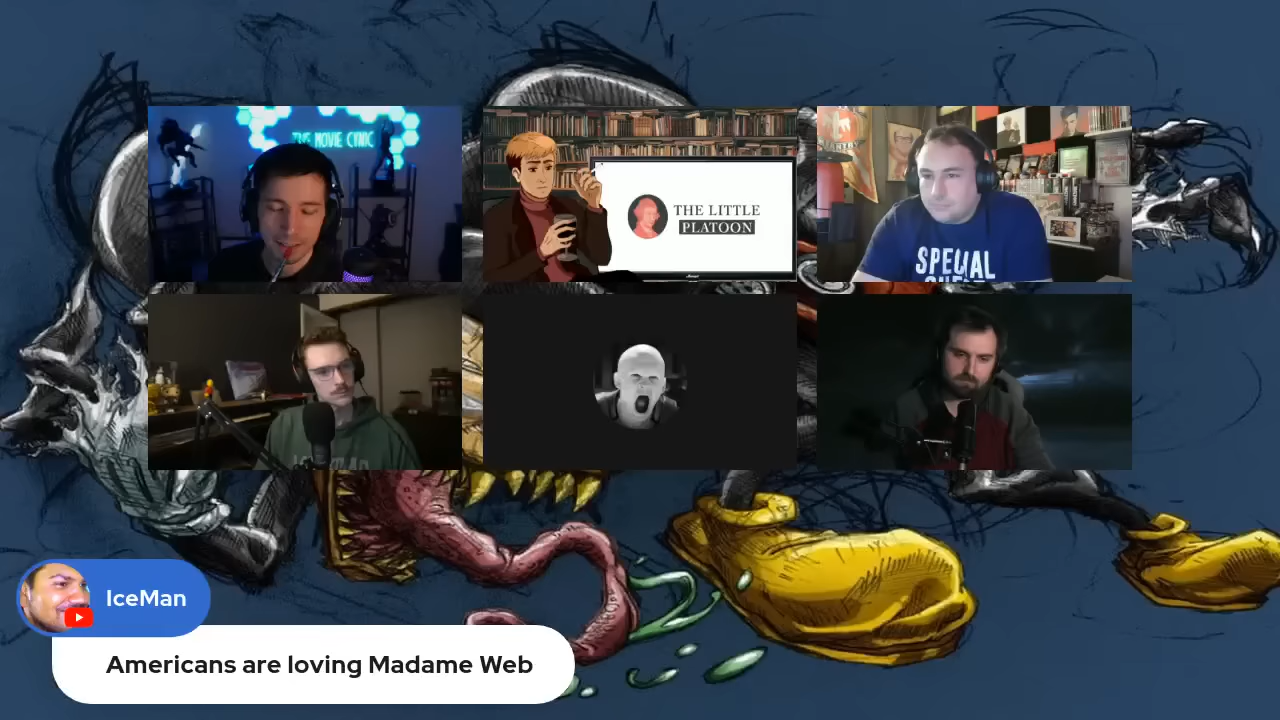 THE MOVIE CYNIC
THE LITTLE
PLATOON
SPECIAL
IceMan
Americans are loving Madame Web